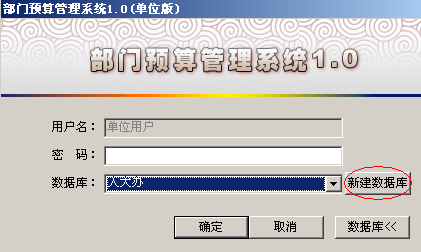 部门预算管理系统1.0(单位版)
部门预算管理系统1.0
用户名： 单位用户
密　码：
数据库： 人大办 新建数据库
确定 取消 数据库<<